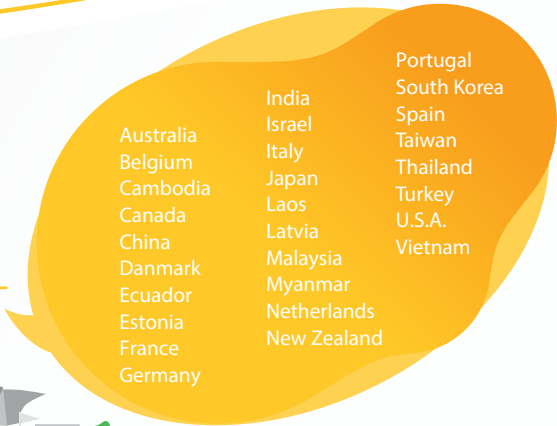 Australia
Belgium
Cambodia
Canada
China
Danmark
Ecuador
Estonia
France
Germany
India
Israel
Italy
Japan
Laos
Latvia
Malaysia
Myanmar
Netherlands
New Zealand
Portugal
South Korea
Spain
Taiwan
Thailand
Turkey
U.S.A.
Vietnam